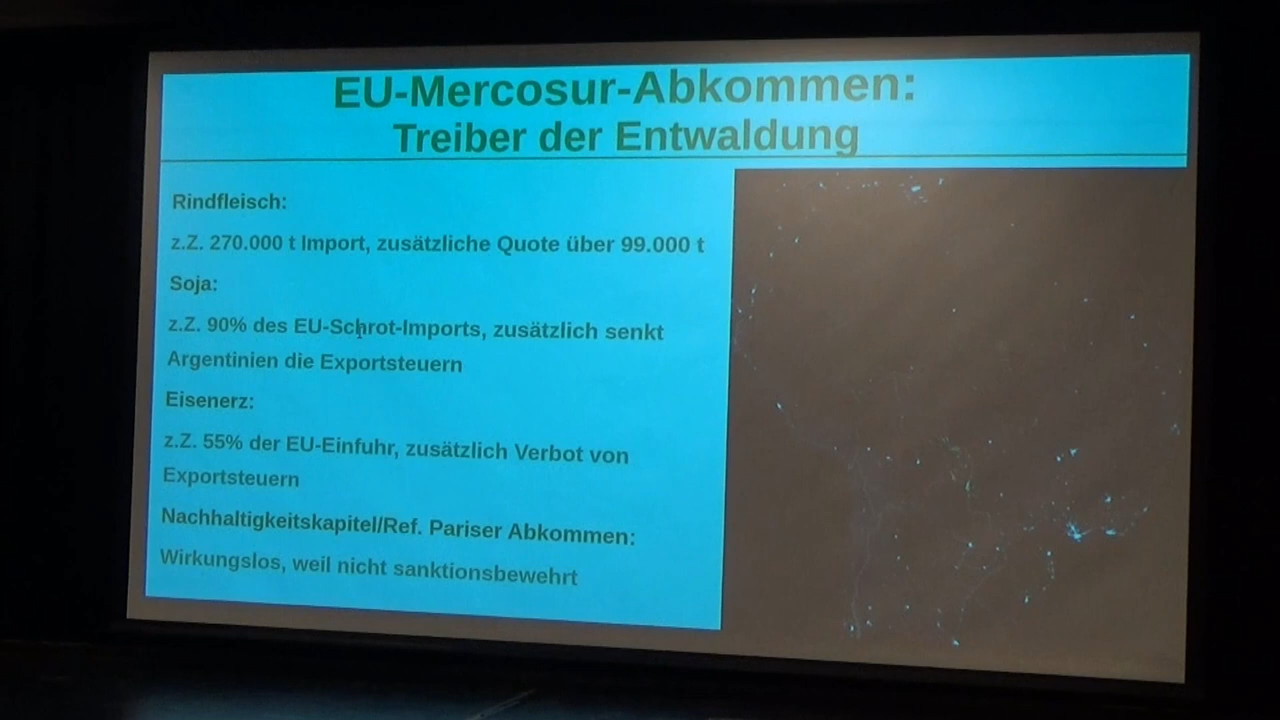 EU-Mercosur-Abkommen:
Treiber der Entwaldung
Rindfleisch:
z.Z. 270.000 t Import, zusätzliche Quote über 99.000 t
Soja:
z.Z. 90% des EU-Schrot-Imports, zusätzlich senkt
Argentinien die Exportsteuern
Eisenerz:
z.Z. 55% der EU-Einfuhr, zusätzlich Verbot von
Exportsteuern
Nachhaltigkeitskapitel/Ref. Pariser Abkommen:
Wirkungslos, weil nicht sanktionsbewehrt